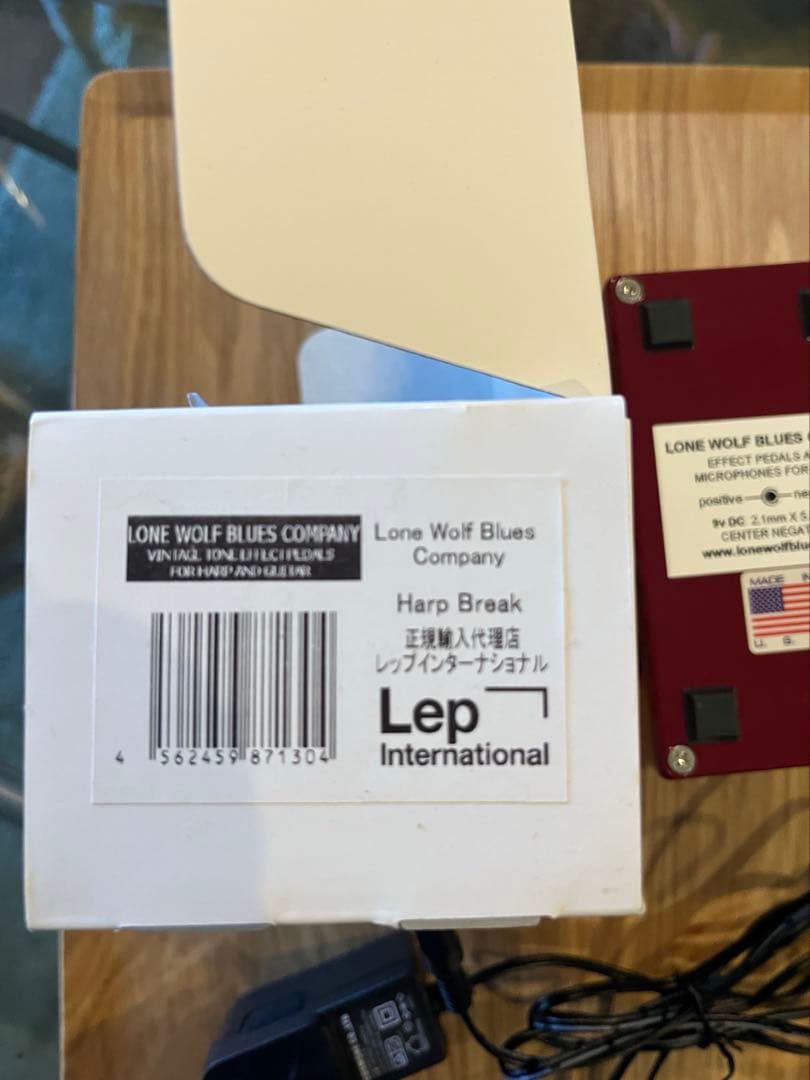 LONE WOLF BLUES COMPANY
VINTAGE TONE EFFECT PEDALS
FOR HARP AND GUITAR
Lone Wolf Blues
Company
Harp Break
正規輸入代理店
レップインターナショナル
Lep
International
4 562459 871304
LONE WOLF BLUES
EFFECT PEDALS A
MICROPHONES FOR
positive
ne
9v DC 2.1mm X 5.
CENTER NEGAT
www.lonewolfblu
MADE IN
U. S.